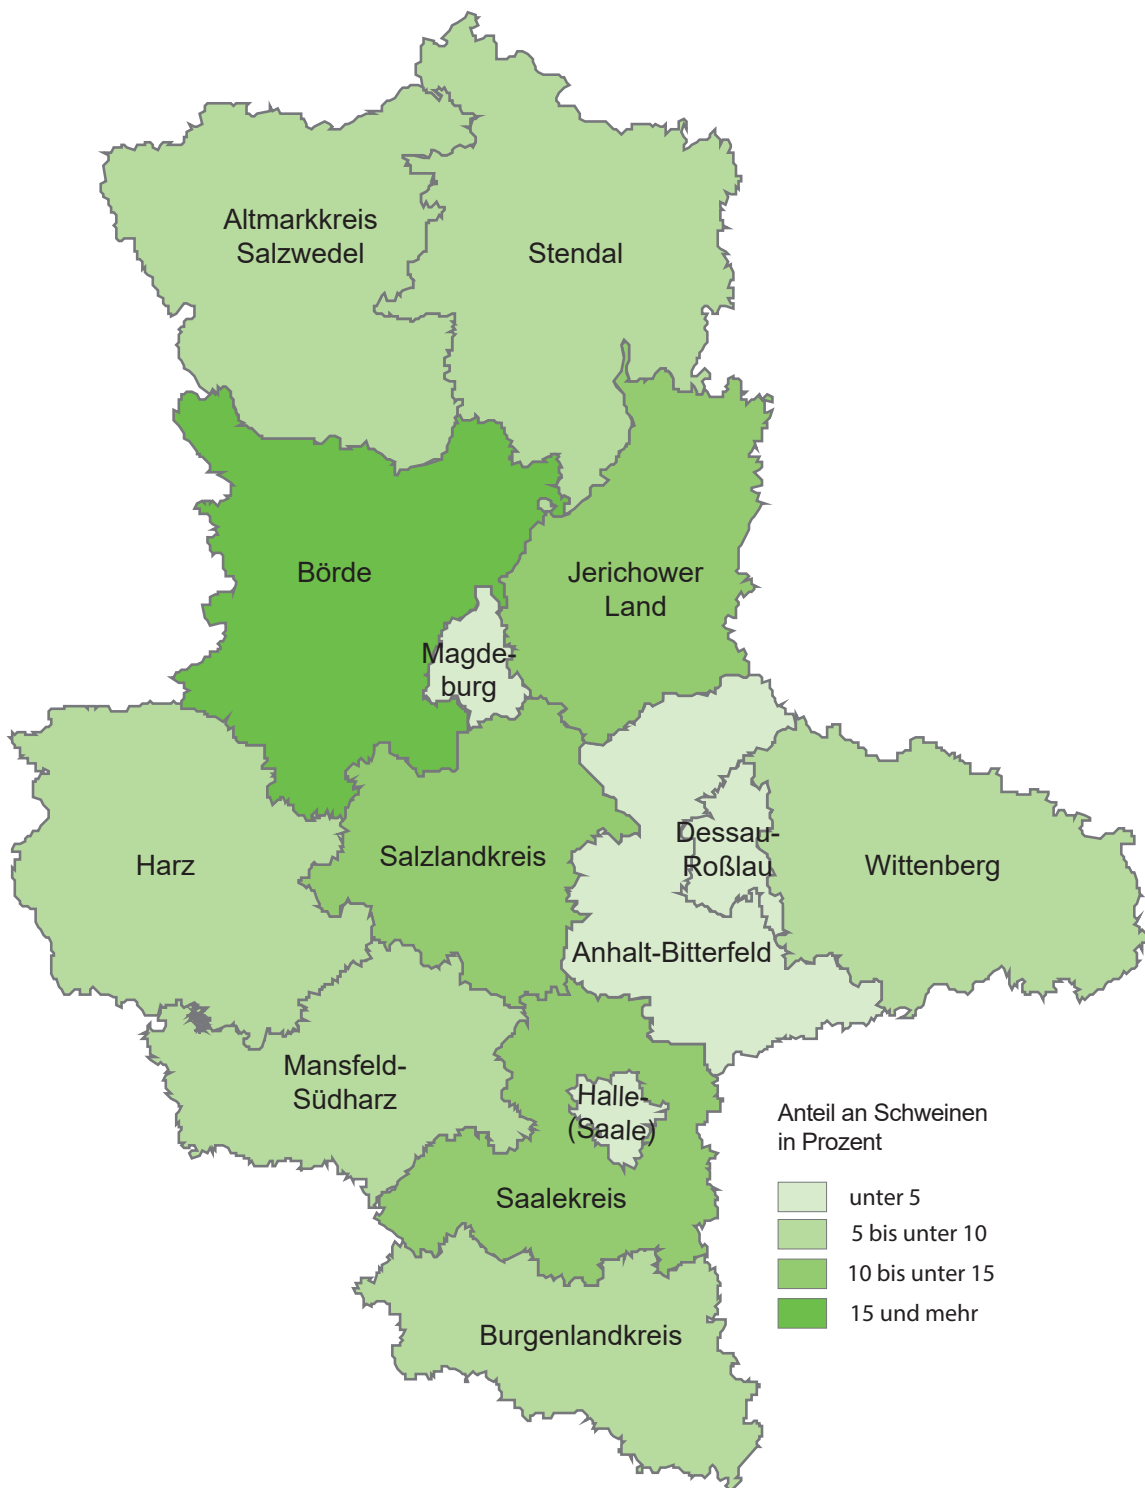 Altmarkkreis
Salzwedel
Stendal
Börde
Jerichower
Land
Magde-
burg
Harz
Salzlandkreis
Dessau-
Roßlau
Wittenberg
Anhalt-Bitterfeld
Mansfeld-
Südharz
Halle-
(Saale)
Saalekreis
Burgenlandkreis
Anteil an Schweinen
in Prozent
unter 5
5 bis unter 10
10 bis unter 15
15 und mehr